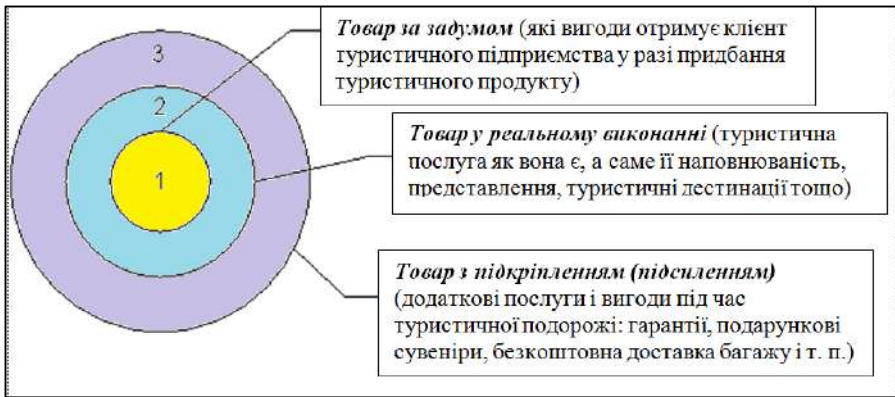 3
2
1
Товар за задумом (які вигоди отримує клієнт
туристичного підприємства у разі придбання
туристичного продукту)
Товар у реальному виконанні (туристична
послуга як вона є, а саме її наповнюваність,
представлення, туристичні дестинації тощо)
Товар з підкріпленням (підсиленням)
(додаткові послуги і вигоди під час
туристичної подорожі: гарантії, подарункові
сувеніри, безкоштовна доставка багажу і т. п.)